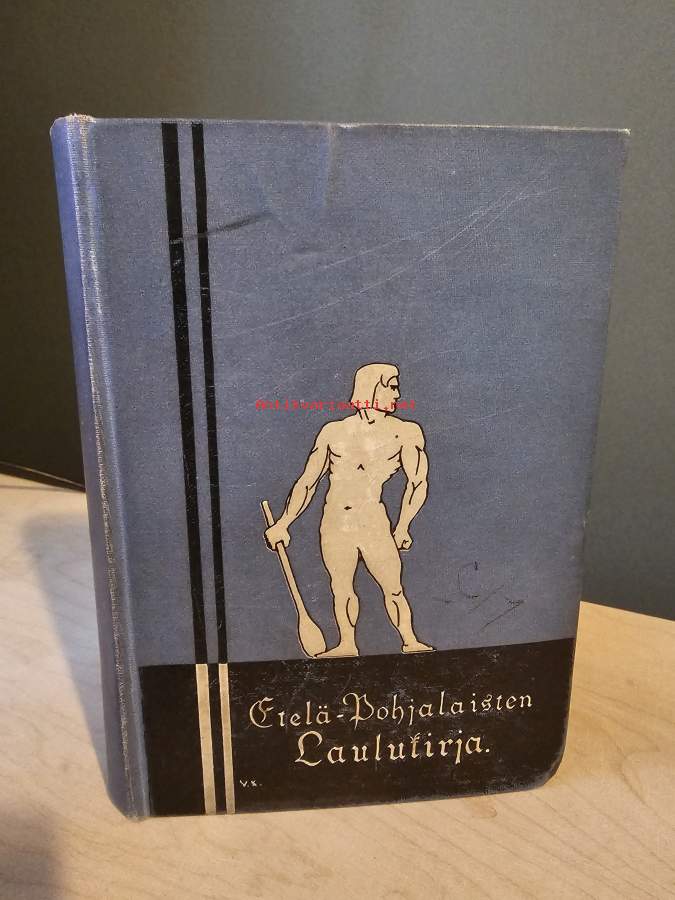 Antikvariaatti.net
Etelä-Pohjalaisten
Laulukirja.
V.K.